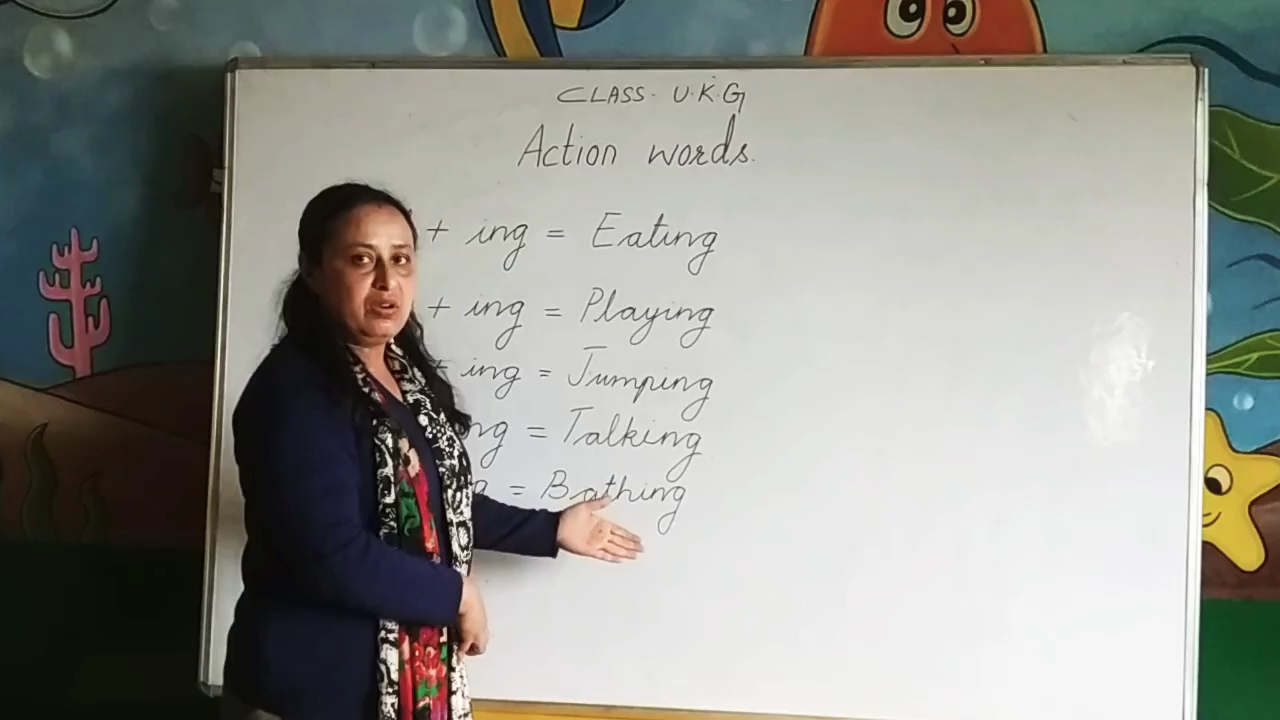 CLASS- U.K.G
Action words.
+ ing = Eating
+ ing = Playing
+ ing = Jumping
ng = Talking
g = Bathing